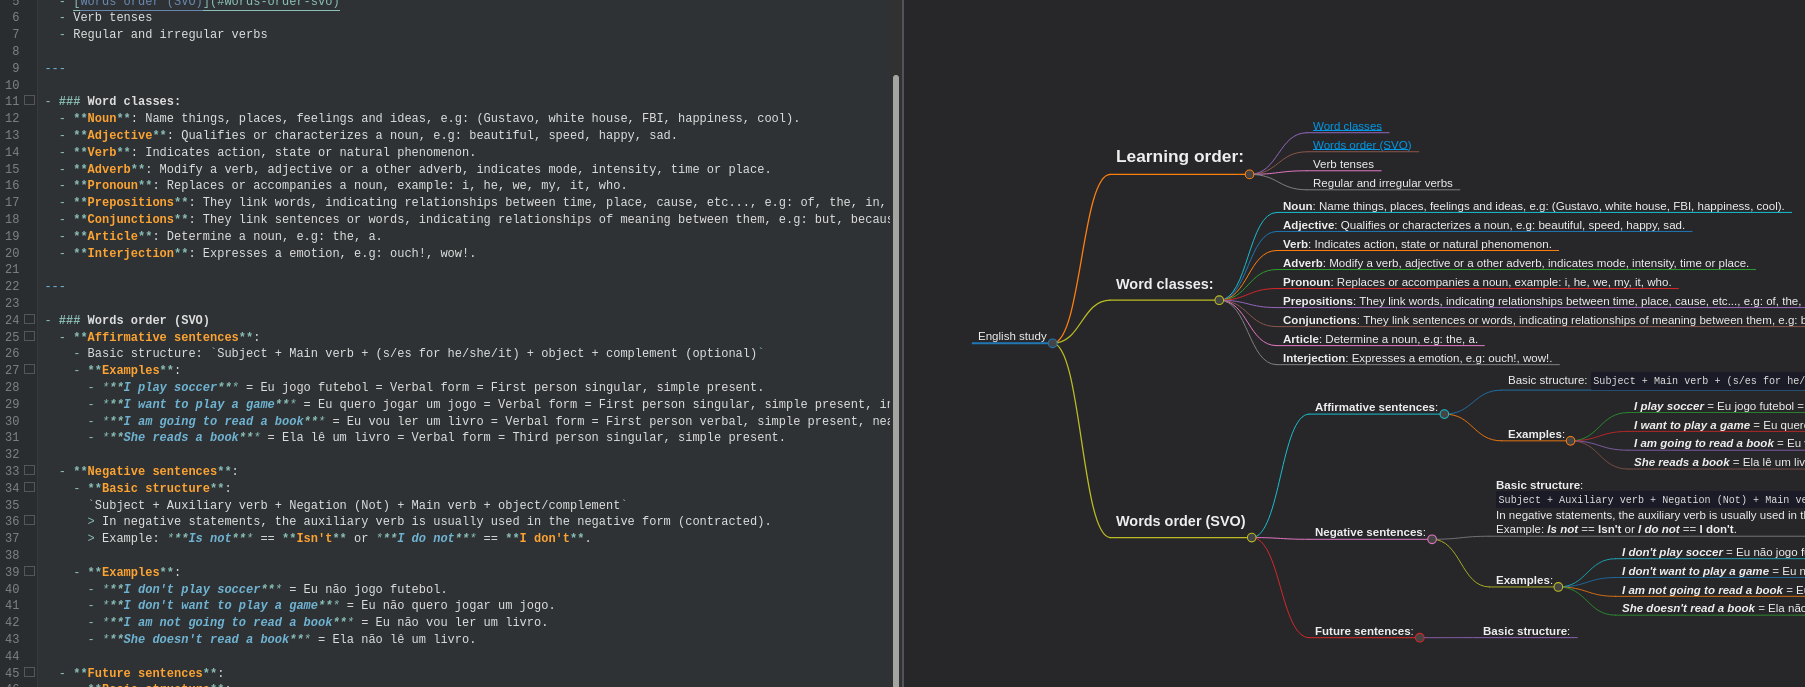 5 - [Words order (SVO)](#words-order-svo)
6 - Verb tenses
7 - Regular and irregular verbs
8
9 ---
10
11 - ### Word classes:
12 - **Noun**: Name things, places, feelings and ideas, e.g: (Gustavo, white house, FBI, happiness, cool).
13 - **Adjective**: Qualifies or characterizes a noun, e.g: beautiful, speed, happy, sad.
14 - **Verb**: Indicates action, state or natural phenomenon.
15 - **Adverb**: Modify a verb, adjective or a other adverb, indicates mode, intensity, time or place.
16 - **Pronoun**: Replaces or accompanies a noun, example: i, he, we, my, it, who.
17 - **Prepositions**: They link words, indicating relationships between time, place, cause, etc..., e.g: of, the, in,
18 - **Conjunctions**: They link sentences or words, indicating relationships of meaning between them, e.g: but, becaus
19 - **Article**: Determine a noun, e.g: the, a.
20 - **Interjection**: Expresses a emotion, e.g: ouch!, wow!.
21
22 ---
23
24 - ### Words order (SVO)
25 - **Affirmative sentences**:
26 - Basic structure: `Subject + Main verb + (s/es for he/she/it) + object + complement (optional)`
27 - **Examples**:
28 - ***I play soccer*** = Eu jogo futebol = Verbal form = First person singular, simple present.
29 - ***I want to play a game*** = Eu quero jogar um jogo = Verbal form = First person singular, simple present, in
30 - ***I am going to read a book*** = Eu vou ler um livro = Verbal form = First person verbal, simple present, nea
31 - ***She reads a book*** = Ela lê um livro = Verbal form = Third person singular, simple present.
32
33 - **Negative sentences**:
34 - **Basic structure**:
35 `Subject + Auxiliary verb + Negation (Not) + Main verb + object/complement`
36 > In negative statements, the auxiliary verb is usually used in the negative form (contracted).
37 > Example: ***Is not*** == **Isn't** or ***I do not*** == **I don't**.
38
39 - **Examples**:
40 - ***I don't play soccer*** = Eu não jogo futebol.
41 - ***I don't want to play a game*** = Eu não quero jogar um jogo.
42 - ***I am not going to read a book*** = Eu não vou ler um livro.
43 - ***She doesn't read a book*** = Ela não lê um livro.
44
45 - **Future sentences**:
46 - **Basic structure**:
English study
Learning order:
Word classes
Words order (SVO)
Verb tenses
Regular and irregular verbs
Word classes:
Noun: Name things, places, feelings and ideas, e.g: (Gustavo, white house, FBI, happiness, cool).
Adjective: Qualifies or characterizes a noun, e.g: beautiful, speed, happy, sad.
Verb: Indicates action, state or natural phenomenon.
Adverb: Modify a verb, adjective or a other adverb, indicates mode, intensity, time or place.
Pronoun: Replaces or accompanies a noun, example: i, he, we, my, it, who.
Prepositions: They link words, indicating relationships between time, place, cause, etc..., e.g: of, the,
Conjunctions: They link sentences or words, indicating relationships of meaning between them, e.g: b
Article: Determine a noun, e.g: the, a.
Interjection: Expresses a emotion, e.g: ouch!, wow!.
Words order (SVO)
Affirmative sentences:
Basic structure: Subject + Main verb + (s/es for he/
Examples:
I play soccer = Eu jogo futebol =
I want to play a game = Eu quero
I am going to read a book = Eu
She reads a book = Ela lê um liv
Negative sentences:
Basic structure:
Subject + Auxiliary verb + Negation (Not) + Main ve
In negative statements, the auxiliary verb is usually used in th
Example: Is not == Isn't or I do not == I don't.
Examples:
I don't play soccer = Eu não jogo f
I don't want to play a game = Eu n
I am not going to read a book = Eu
She doesn't read a book = Ela não
Future sentences:
Basic structure: